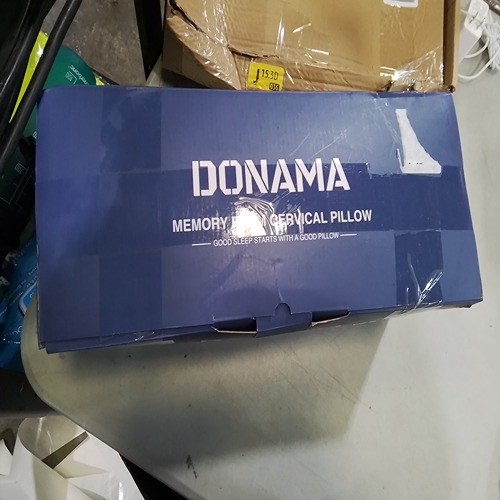 J1530
DONAMA
MEMORY CERVICAL PILLOW
GOOD SLEEP STARTS WITH A GOOD PILLOW